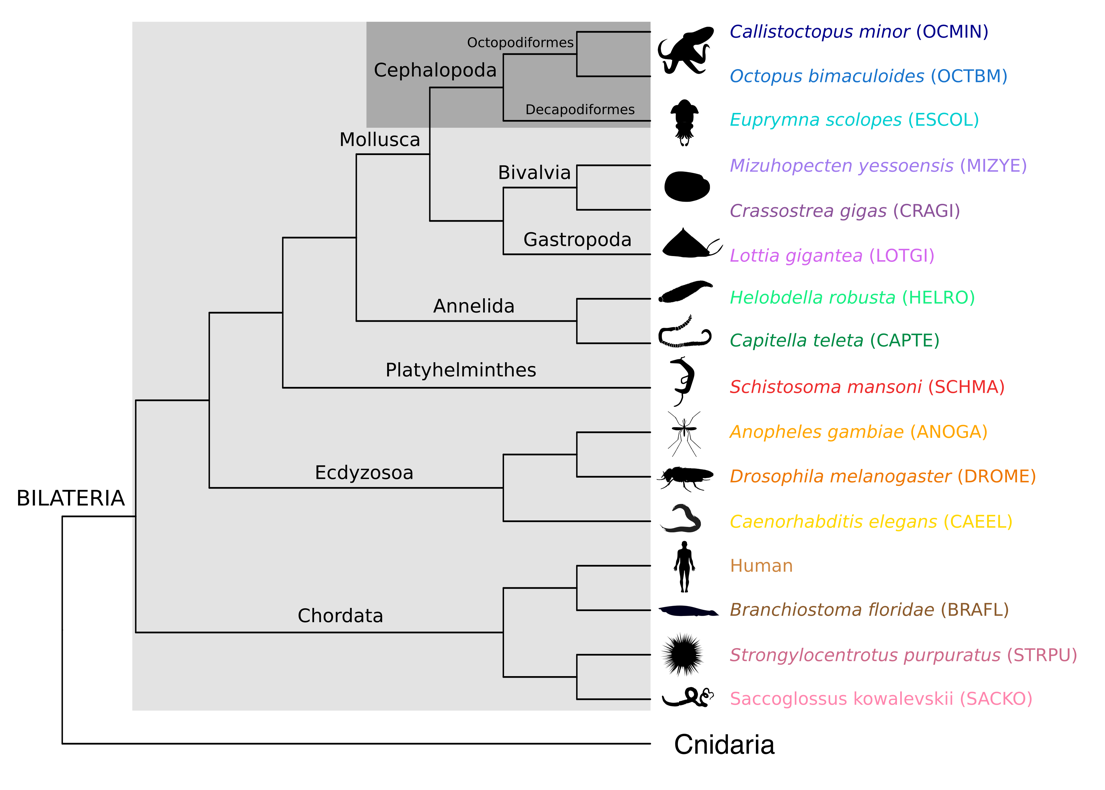 Octopodiformes
Callistoctopus minor (OCMIN)
Cephalopoda
Octopus bimaculoides (OCTBM)
Decapodiformes
Euprymna scolopes (ESCOL)
Mollusca
Mizuhopecten yessoensis (MIZYE)
Bivalvia
Crassostrea gigas (CRAGI)
Gastropoda
Lottia gigantea (LOTGI)
Annelida
Helobdella robusta (HELRO)
Capitella teleta (CAPTE)
Platyhelminthes
Schistosoma mansoni (SCHMA)
Anopheles gambiae (ANOGA)
Ecdyzosoa
Drosophila melanogaster (DROME)
BILATERIA
Caenorhabditis elegans (CAEEL)
Human
Chordata
Branchiostoma floridae (BRAFL)
Strongylocentrotus purpuratus (STRPU)
Saccoglossus kowalevskii (SACKO)
Cnidaria